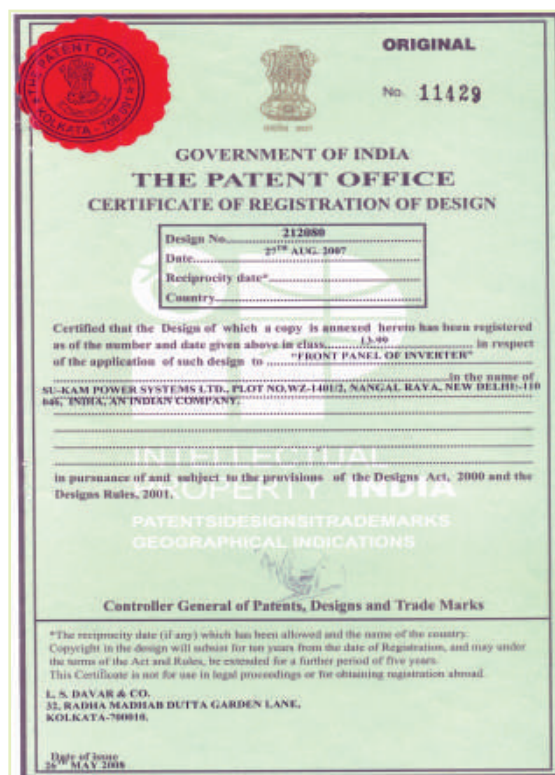 THE PATENT OFFICE
KOLKATA - 700 091
ORIGINAL
No. 11429
GOVERNMENT OF INDIA
THE PATENT OFFICE
CERTIFICATE OF REGISTRATION OF DESIGN
Design No. 212080
Date 27TH AUG. 2007
Reciprocity date*
Country
Certified that the Design of which a copy is annexed herein has been registered
as of the number and date given above in class 13-99 in respect
of the application of such design to "FRONT PANEL OF INVERTER"
in the name of
SU-KAM POWER SYSTEMS LTD., PLOT NO,WZ-1401/2, NANGAL RAYA, NEW DELHI:-110
046, INDIA, AN INDIAN COMPANY.
INTELLECTUAL
PROPERTY INDIA
in pursuance of and subject to the provisions of the Designs Act, 2000 and the
Designs Rules, 2001.
PATENTS|DESIGNS|TRADEMARKS
GEOGRAPHICAL INDICATIONS
Controller General of Patents, Designs and Trade Marks
*The reciprocity date (if any) which has been allowed and the name of the country.
Copyright in the design will subsist for ten years from the date of Registration, and may under
the terms of the Act and Rules, be extended for a further period of five years.
This Certificate is not for use in legal proceedings or for obtaining registration abroad.
L. S. DAVAR & CO.
32, RADHA MADHAB DUTTA GARDEN LANE,
KOLKATA-700010.
Date of issue
26TH MAY 2008